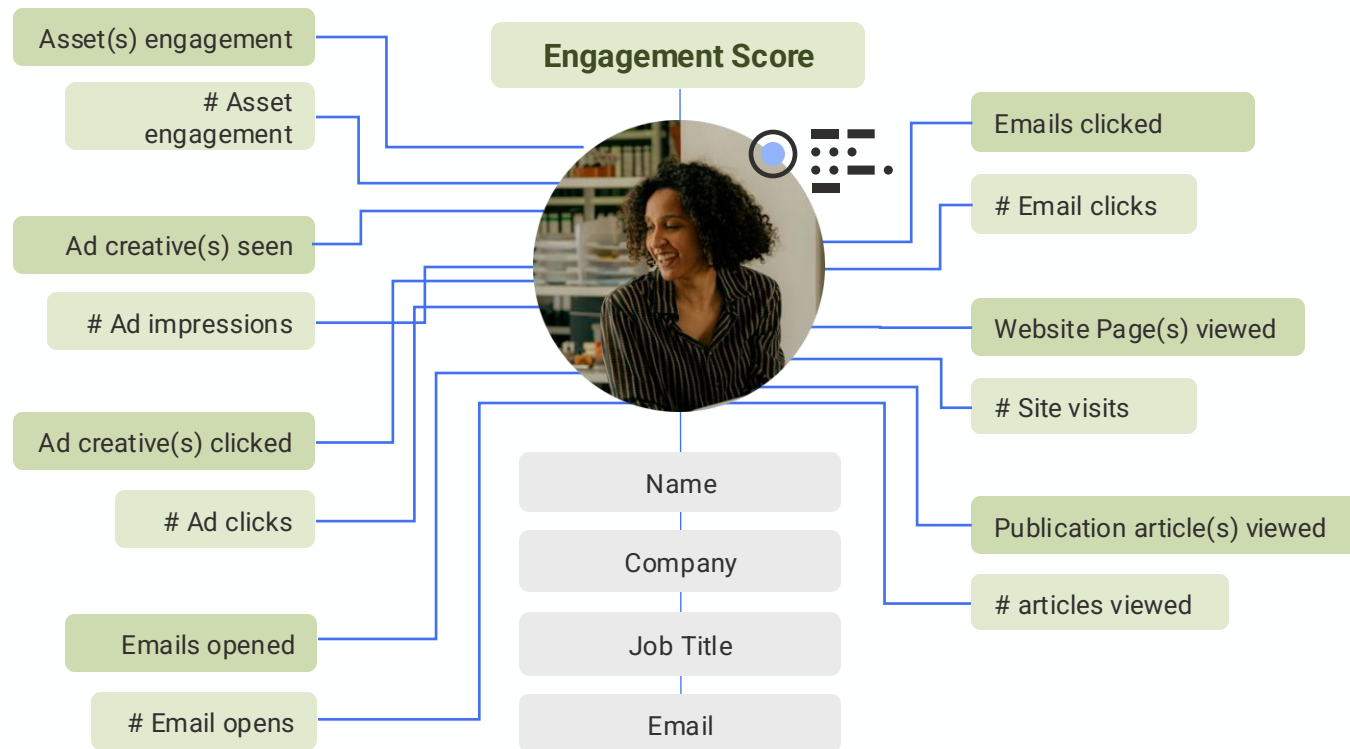 Engagement Score
Asset(s) engagement
# Asset
engagement
Ad creative(s) seen
# Ad impressions
Ad creative(s) clicked
# Ad clicks
Emails opened
# Email opens
Name
Company
Job Title
Email
Emails clicked
# Email clicks
Website Page(s) viewed
# Site visits
Publication article(s) viewed
# articles viewed